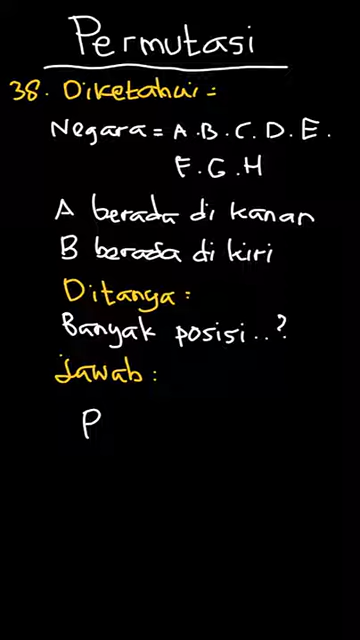 Permutasi
38. Diketahui =
Negara = A.B.C.D.E.
F.G.H
A berada di kanan
B berada di kiri
Ditanya :
Banyak posisi..?
Jawab :
P